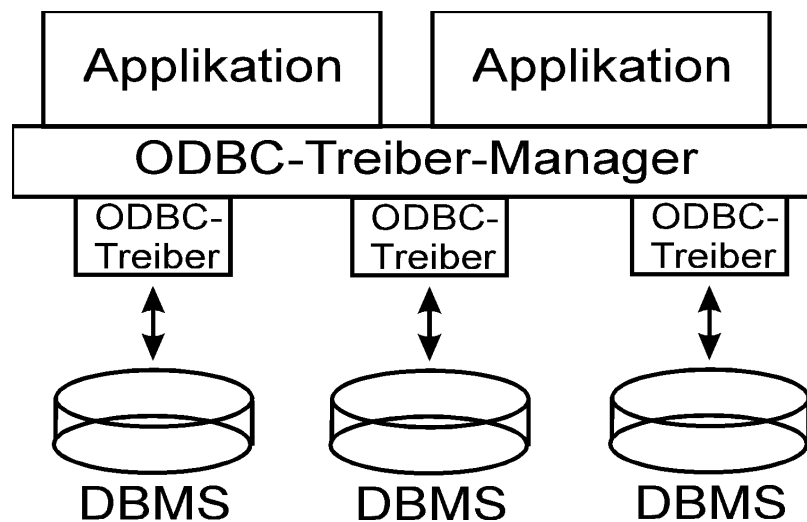 Applikation
Applikation
ODBC-Treiber-Manager
ODBC-
Treiber
ODBC-
Treiber
ODBC-
Treiber
DBMS
DBMS
DBMS